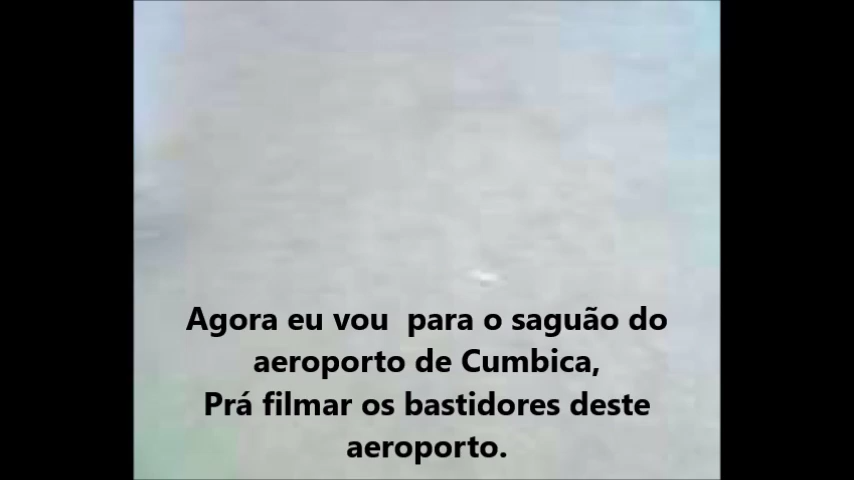 Agora eu vou  para o saguão do
aeroporto de Cumbica,
Prá filmar os bastidores deste
aeroporto.